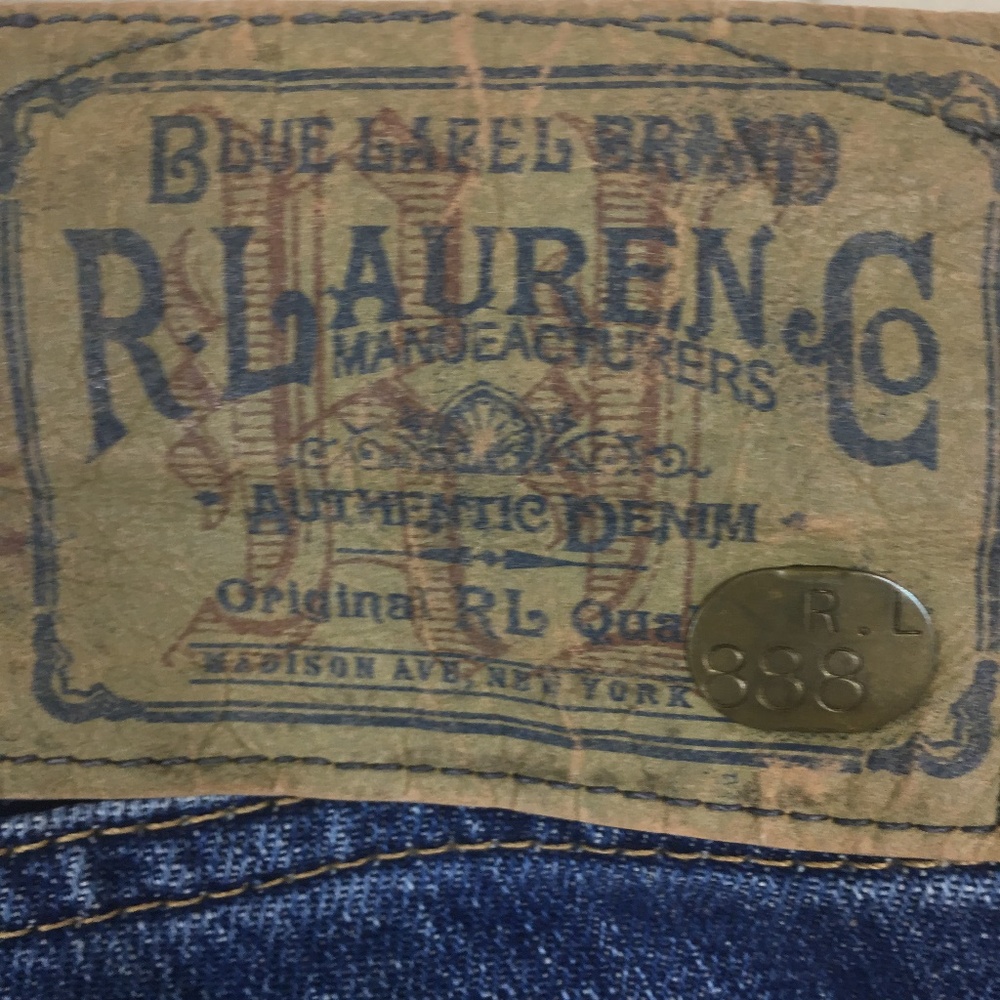 BLUE LABEL BRAND
R.LAUREN CO
MANUFACTURERS
AUTHENTIC DENIM
Original RL Qua
MADISON AVE, NEW YORK
R.L
888